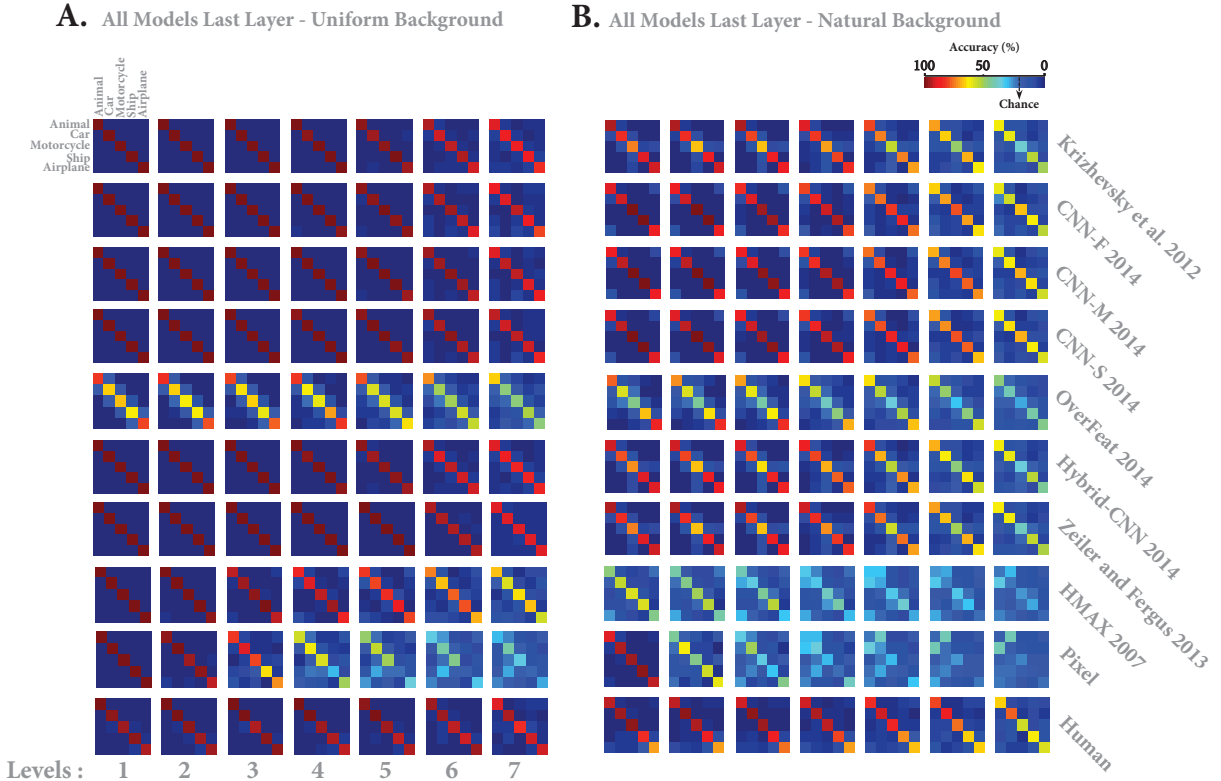 A. All Models Last Layer - Uniform Background
B. All Models Last Layer - Natural Background
Accuracy (%)
100 50 0
Chance
Animal
Car
Motorcycle
Ship
Airplane
Animal
Car
Motorcycle
Ship
Airplane
Krizhevsky et al. 2012
CNN-F 2014
CNN-M 2014
CNN-S 2014
OverFeat 2014
Hybrid-CNN 2014
Zeiler and Fergus 2013
HMAX 2007
Pixel
Human
Levels : 1 2 3 4 5 6 7